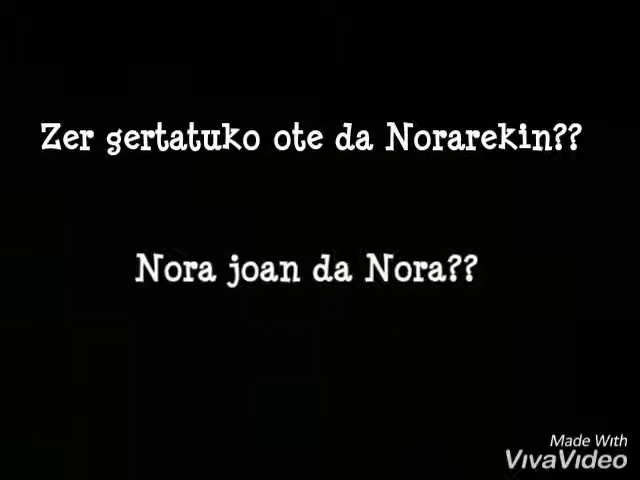 Zer gertatuko ote da Norarekin??
Nora joan da Nora??
Made With
VivaVideo